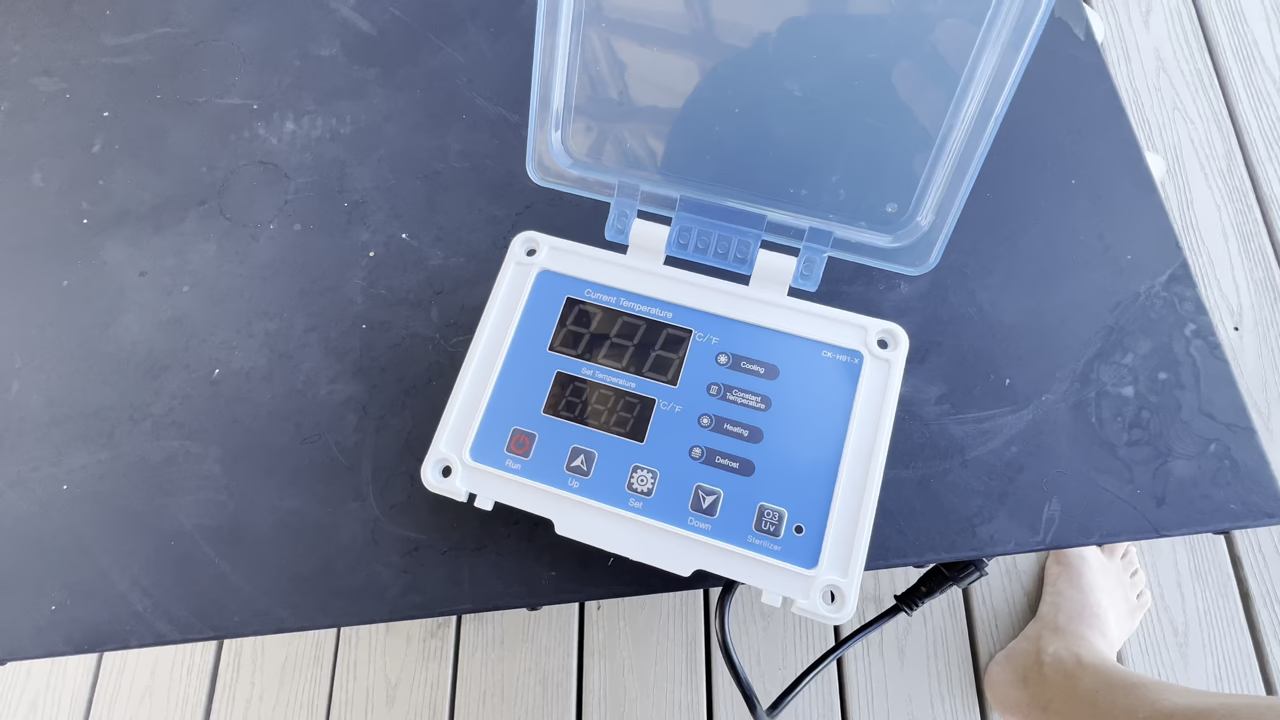 Current Temperature
°C/°F
CK-H91-X
Set Temperature
°C/°F
Cooling
Constant
Temperature
Heating
Defrost
Run
Up
Set
Down
O3
Uv
Sterilizer